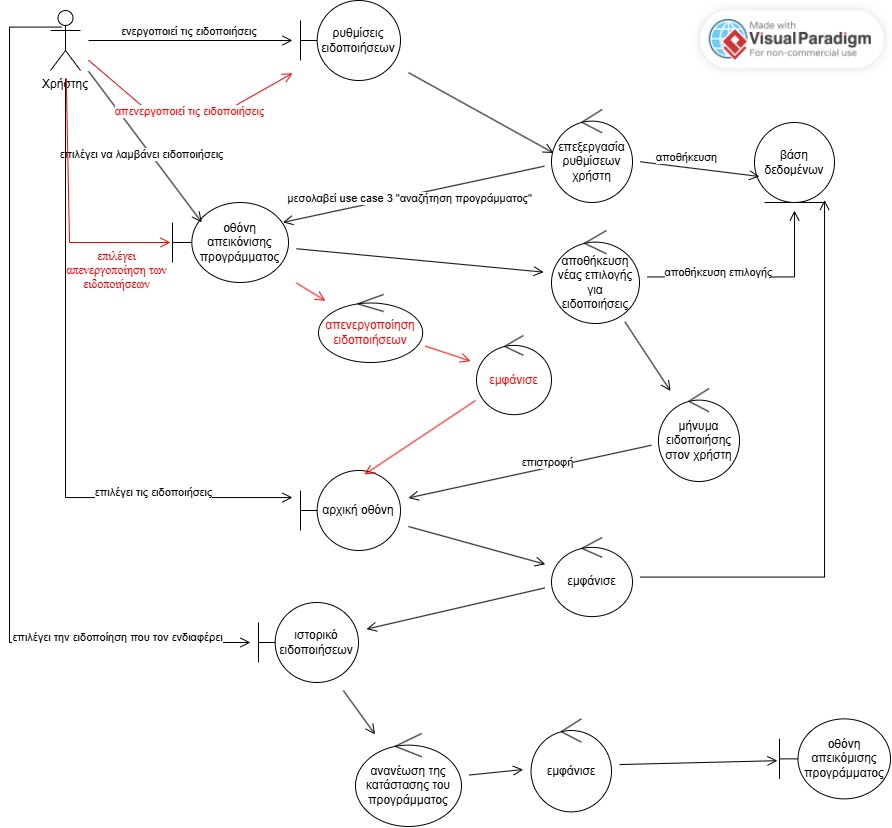 Made with
VisualParadigm
For non-commercial use
ενεργοποιεί τις ειδοποιήσεις
ρυθμίσεις
ειδοποιήσεων
Χρήστης
απενεργοποιεί τις ειδοποιήσεις
επιλέγει να λαμβάνει ειδοποιήσεις
επεξεργασία
ρυθμίσεων
χρήστη
αποθήκευση
βάση
δεδομένων
μεσολαβεί use case 3 "αναζήτηση προγράμματος"
οθόνη
απεικόνισης
προγράμματος
επιλέγει
απενεργοποίηση των
ειδοποιήσεων
αποθήκευση
νέας επιλογής
για
ειδοποιήσεις
αποθήκευση επιλογής
απενεργοποίηση
ειδοποιήσεων
εμφάνισε
μήνυμα
ειδοποιήσης
στον χρήστη
επιστροφή
επιλέγει τις ειδοποιήσεις
αρχική οθόνη
εμφάνισε
επιλέγει την ειδοποίηση που τον ενδιαφέρει
ιστορικό
ειδοποιήσεων
ανανέωση της
κατάστασης του
προγράμματος
εμφάνισε
οθόνη
απεικόμισης
προγράμματος